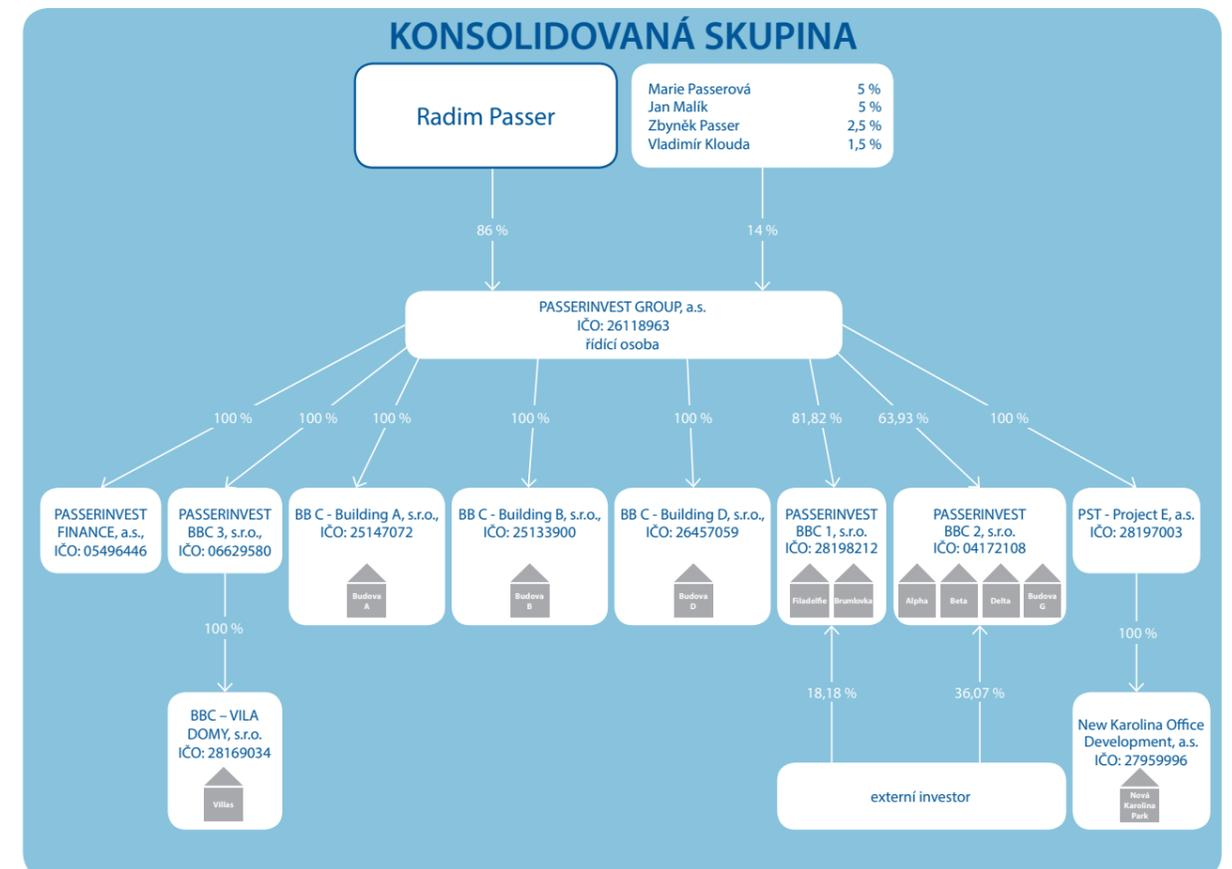 KONSOLIDOVANÁ SKUPINA
Radim Passer
Marie Passerová 5 %
Jan Malík 5 %
Zbyněk Passer 2,5 %
Vladimír Klouda 1,5 %
86 %
14 %
PASSERINVEST GROUP, a.s.
IČO: 26118963
řídící osoba
100 %
100 %
100 %
100 %
100 %
81,82 %
63,93 %
100 %
PASSERINVEST
FINANCE, a.s.,
IČO: 05496446
PASSERINVEST
BBC 3, s.r.o.,
IČO: 06629580
BB C - Building A, s.r.o.,
IČO: 25147072
Budova
A
BB C - Building B, s.r.o.,
IČO: 25133900
Budova
B
BB C - Building D, s.r.o.,
IČO: 26457059
Budova
D
PASSERINVEST
BBC 1, s.r.o.
IČO: 28198212
Filadelfie
Brumlovka
PASSERINVEST
BBC 2, s.r.o.
IČO: 04172108
Alpha
Beta
Delta
Budova
G
PST - Project E, a.s.
IČO: 28197003
100 %
18,18 %
36,07 %
100 %
BBC – VILA
DOMY, s.r.o.
IČO: 28169034
Villas
externí investor
New Karolina Office
Development, a.s.
IČO: 27959996
Nová
Karolina
Park